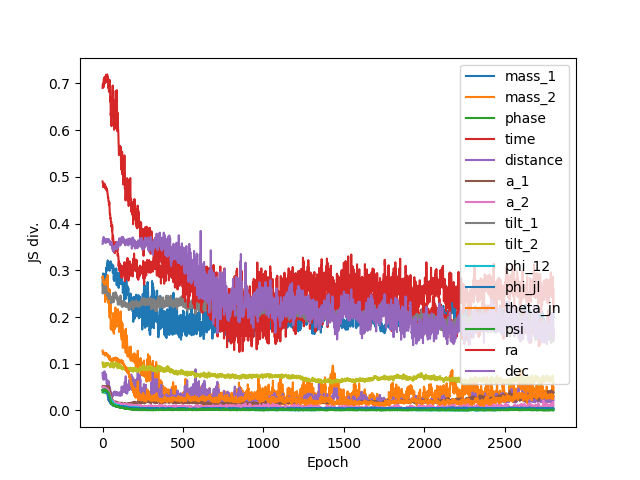 JS div.
0.7
0.6
0.5
0.4
0.3
0.2
0.1
0.0
mass_1
mass_2
phase
time
distance
a_1
a_2
tilt_1
tilt_2
phi_12
phi_jl
theta_jn
psi
ra
dec
0 500 1000 1500 2000 2500
Epoch